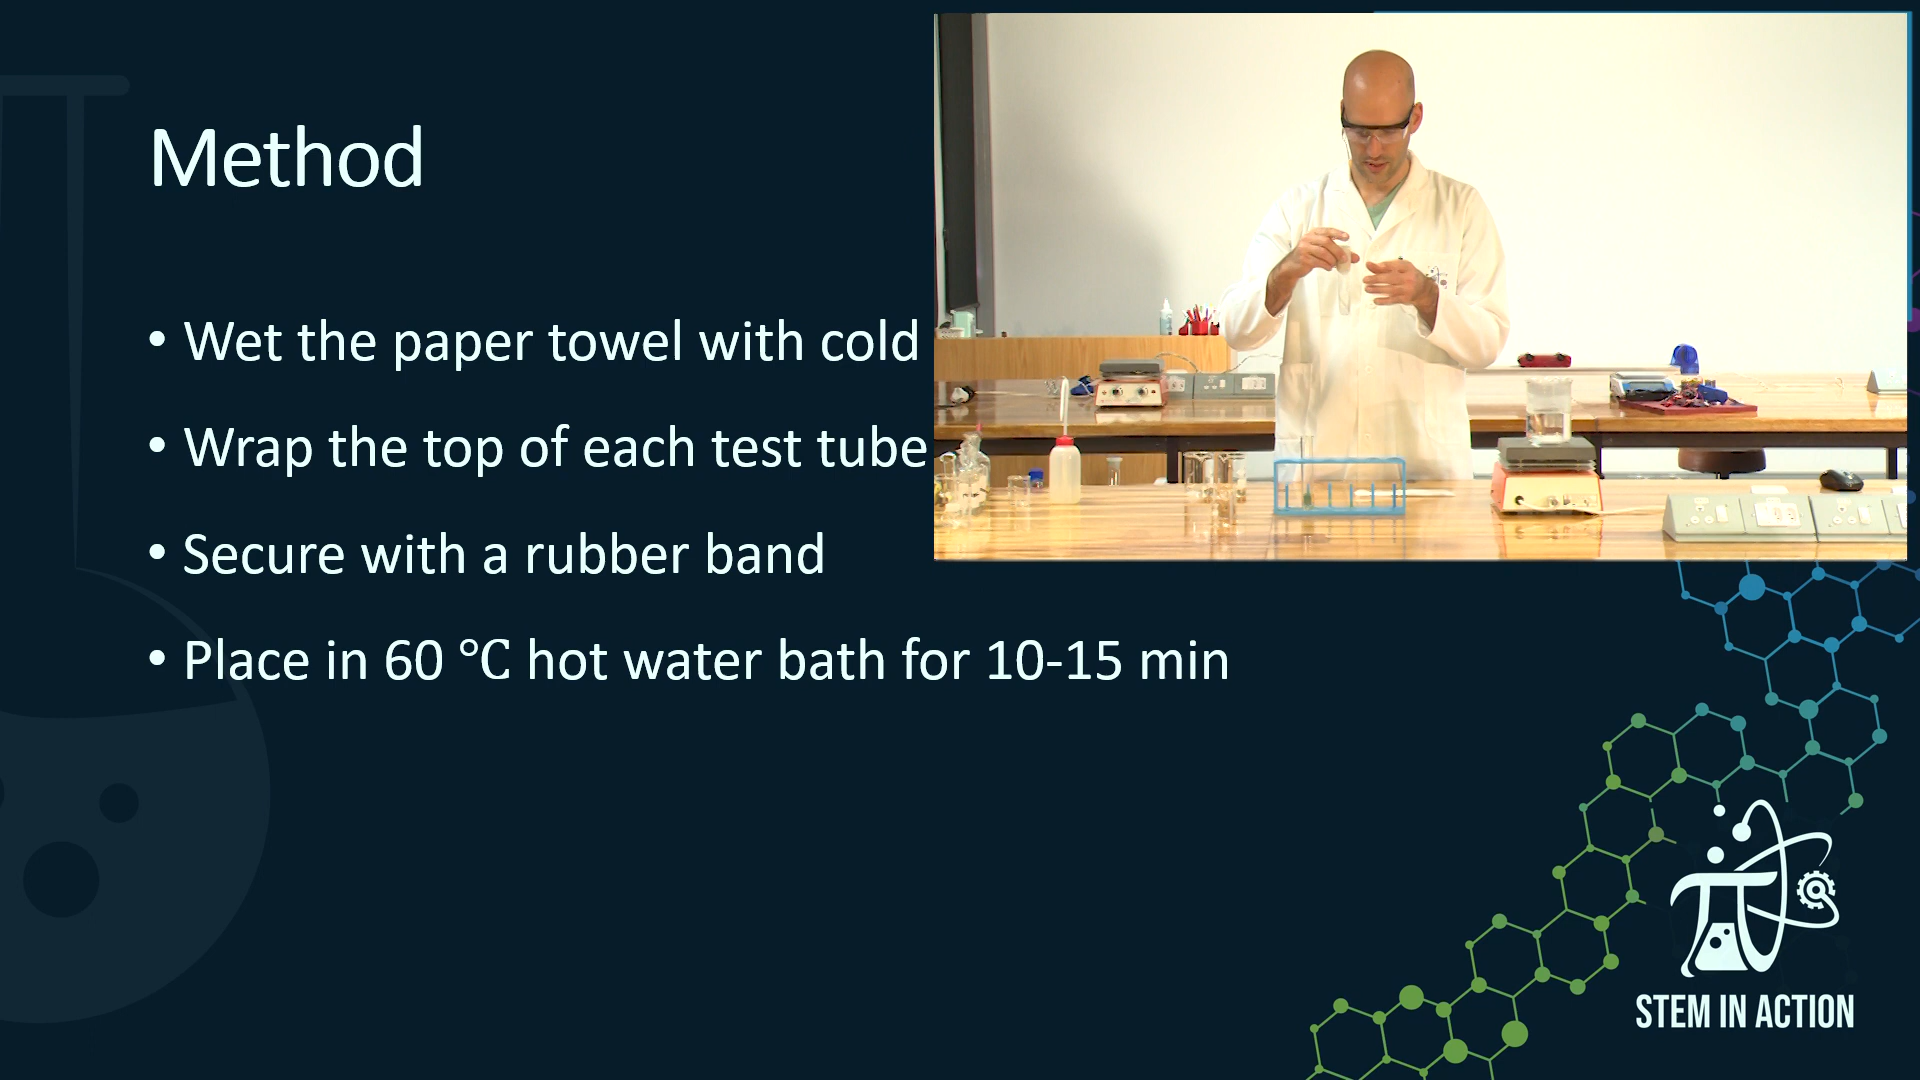 Method
• Wet the paper towel with cold
• Wrap the top of each test tube
• Secure with a rubber band
• Place in 60 ℃ hot water bath for 10-15 min
STEM IN ACTION